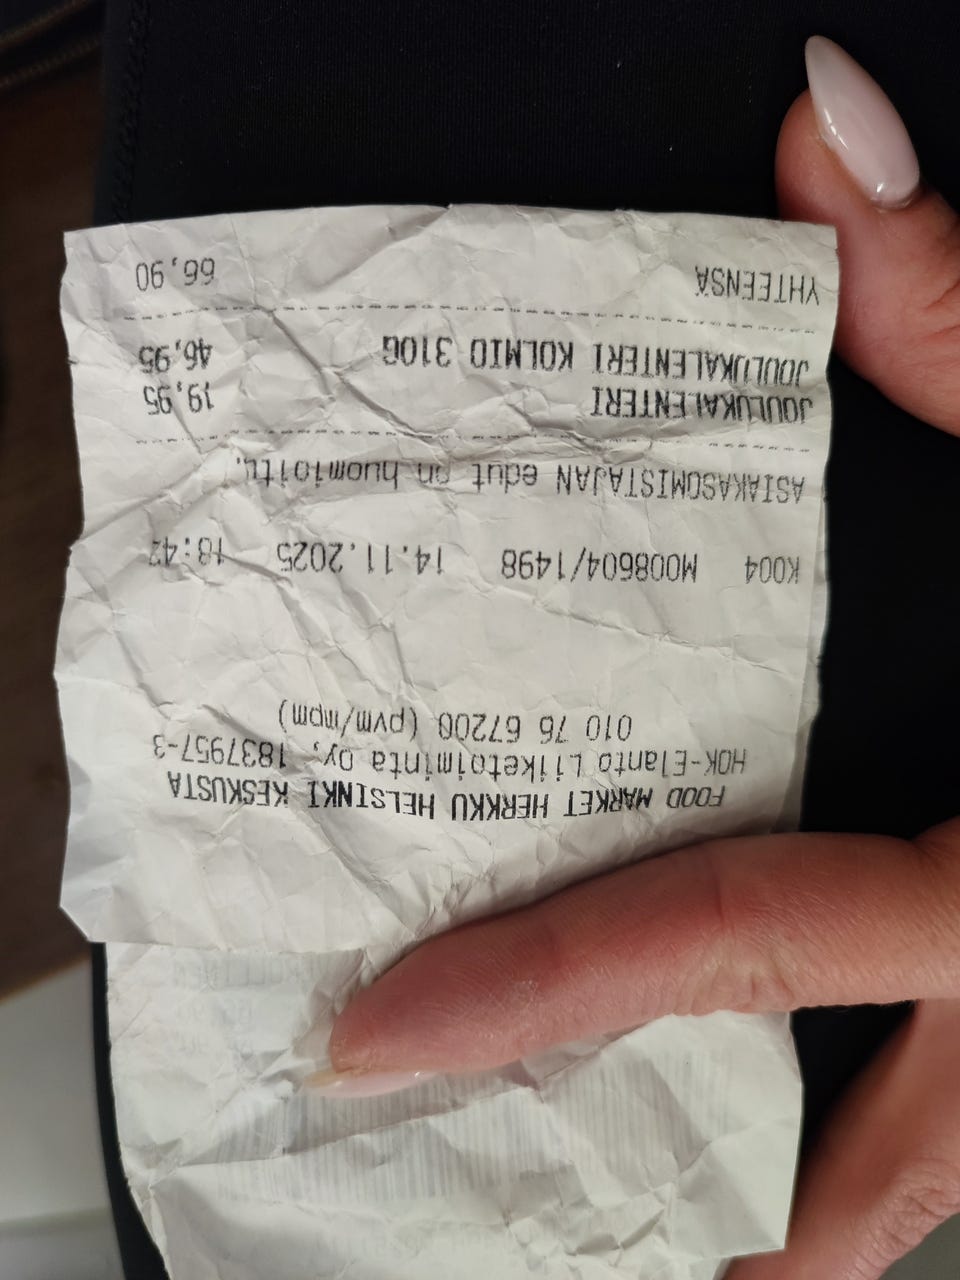 FOOD MARKET HERKKU HELSINKI KESKUSTA
HOK-Elanto Liiketoiminta Oy, 1837957-3
010 76 67200 (pvm/mpm)
K004 M008604/1498 14.11.2025 18:42
ASIAKASOMISTAJAN edut on huomioitu.
JOULUKALENTERI 19,95
JOULUKALENTERI KOLMIO 310G 46,95
YHTEENSÄ 66,90